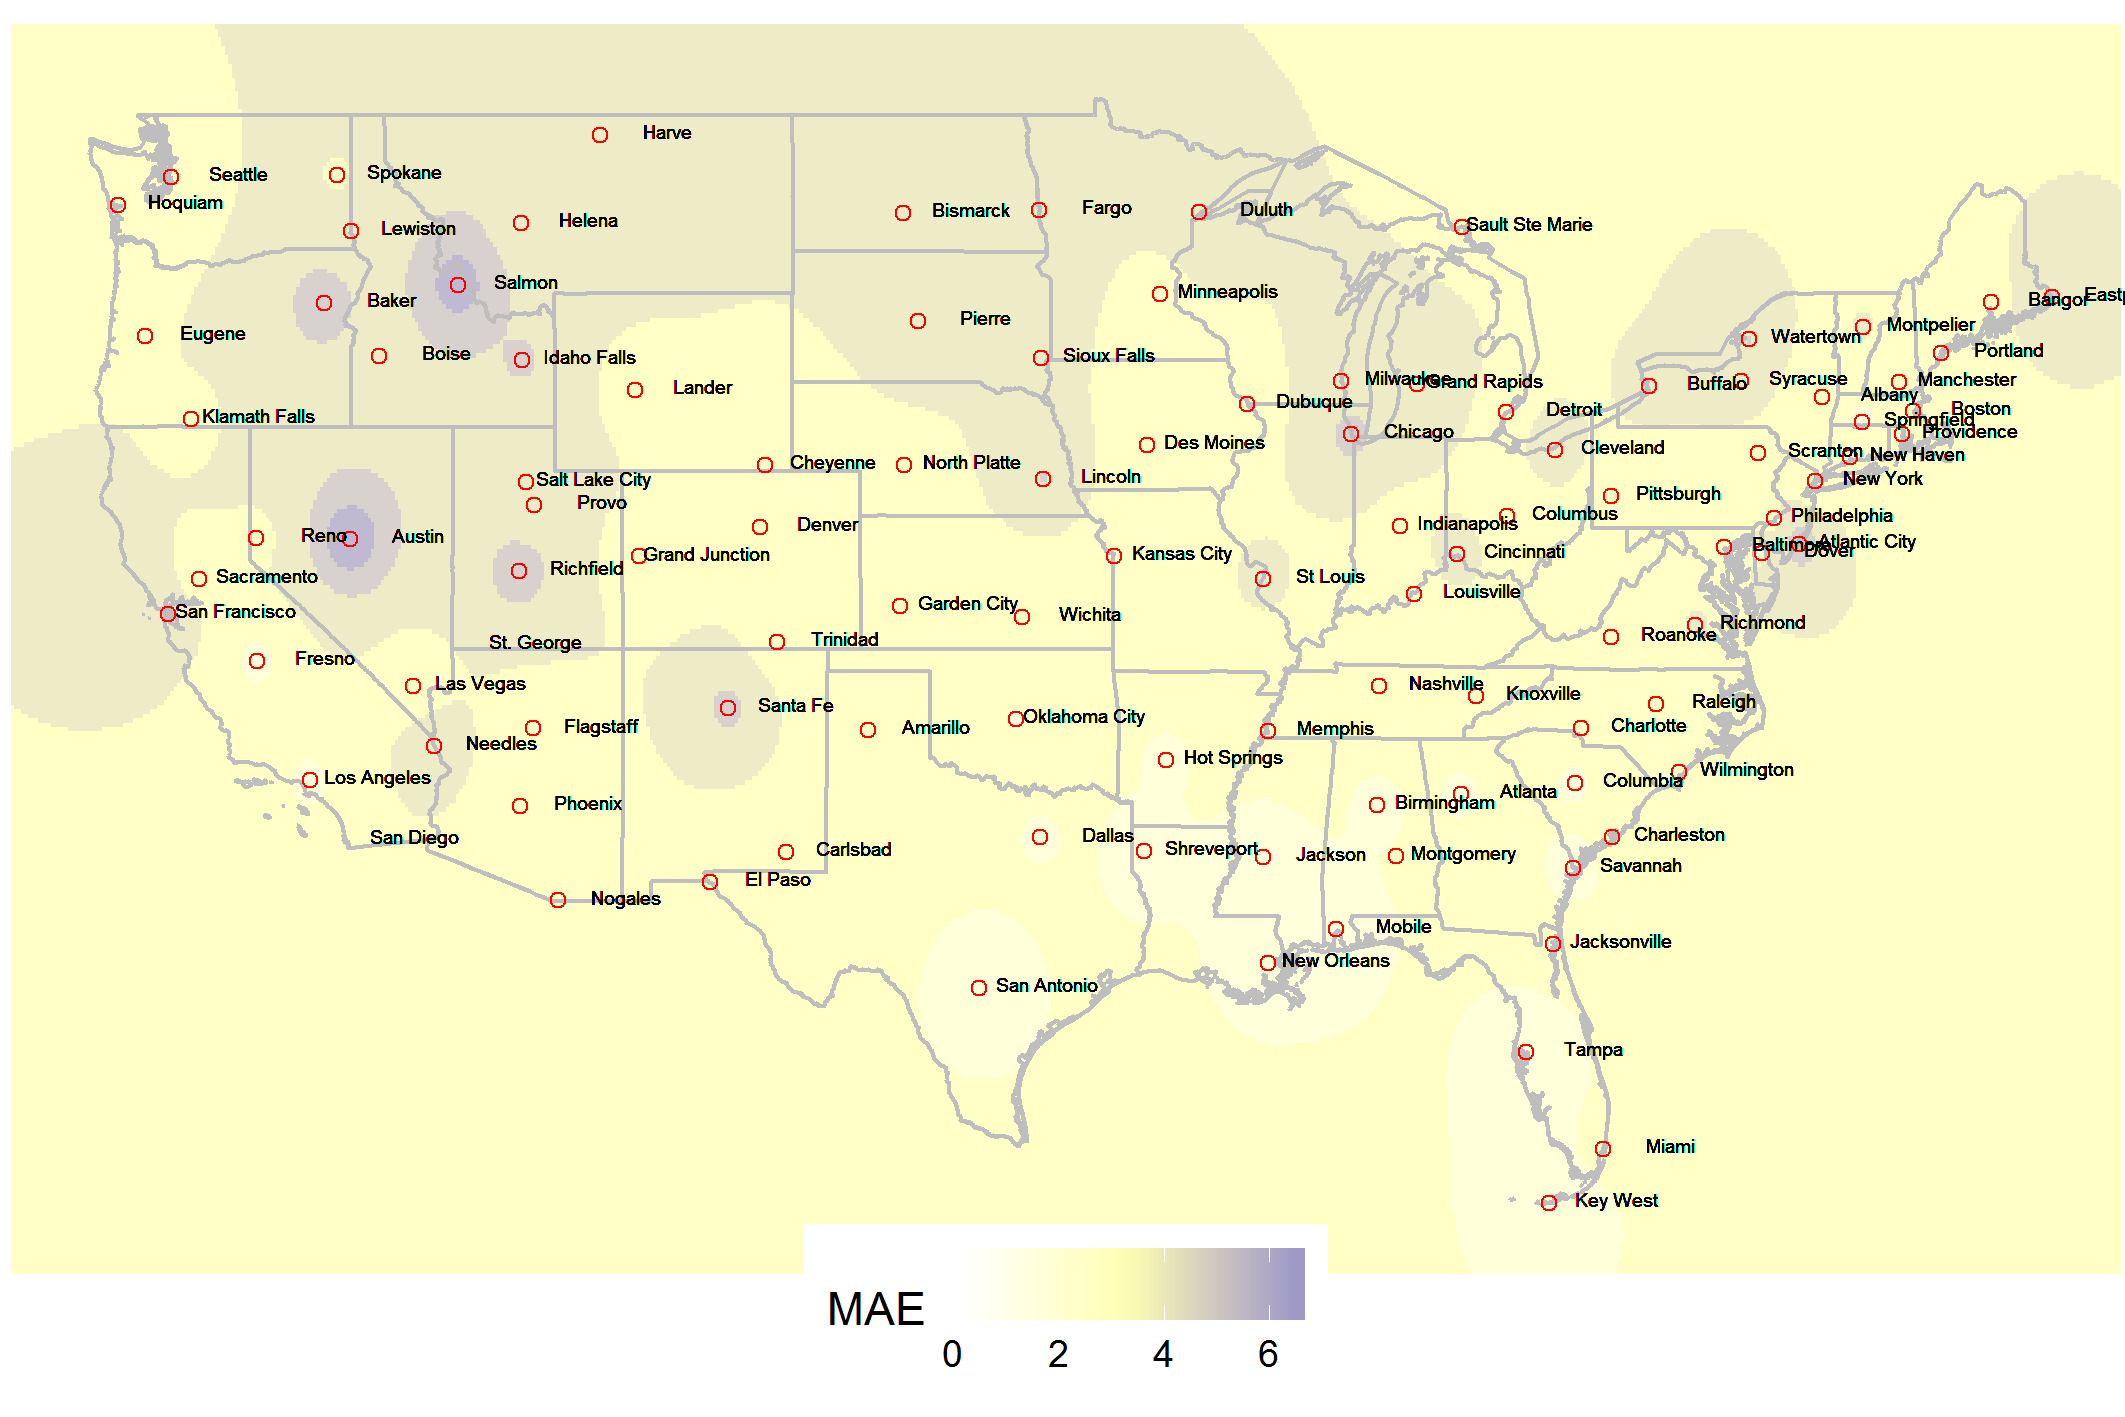 Harve
Seattle
Spokane
Hoquiam
Bismarck
Fargo
Duluth
Helena
Lewiston
Sault Ste Marie
Salmon
Minneapolis
Baker
Bangor
Eastp
Pierre
Montpelier
Eugene
Watertown
Boise
Idaho Falls
Sioux Falls
Portland
Lander
Milwaukee
Grand Rapids
Buffalo
Syracuse
Manchester
Albany
Dubuque
Detroit
Boston
Klamath Falls
Springfield
Chicago
Providence
Des Moines
Cleveland
Scranton
New Haven
Cheyenne
North Platte
Salt Lake City
Lincoln
New York
Provo
Pittsburgh
Denver
Indianapolis
Columbus
Philadelphia
Reno
Austin
Baltimore
Atlantic City
Dover
Grand Junction
Kansas City
Cincinnati
Richfield
Sacramento
St Louis
Louisville
San Francisco
Garden City
Wichita
Richmond
St. George
Trinidad
Roanoke
Fresno
Las Vegas
Nashville
Knoxville
Santa Fe
Raleigh
Oklahoma City
Flagstaff
Amarillo
Memphis
Charlotte
Needles
Hot Springs
Wilmington
Los Angeles
Columbia
Phoenix
Birmingham
Atlanta
San Diego
Dallas
Charleston
Carlsbad
Shreveport
Jackson
Montgomery
Savannah
El Paso
Nogales
Mobile
Jacksonville
New Orleans
San Antonio
Tampa
Miami
Key West
MAE
0 2 4 6